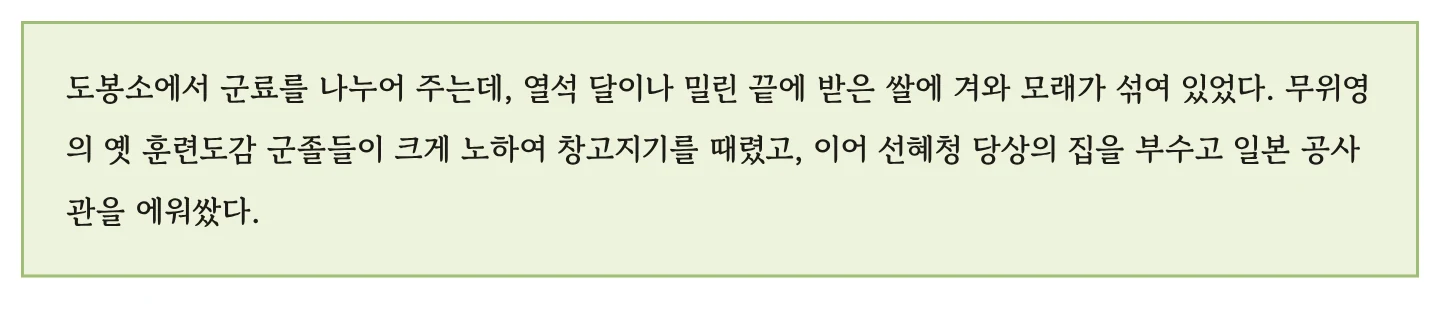 도봉소에서 군료를 나누어 주는데, 열석 달이나 밀린 끝에 받은 쌀에 겨와 모래가 섞여 있었다. 무위영
의 옛 훈련도감 군졸들이 크게 노하여 창고지기를 때렸고, 이어 선혜청 당상의 집을 부수고 일본 공사
관을 에워쌌다.